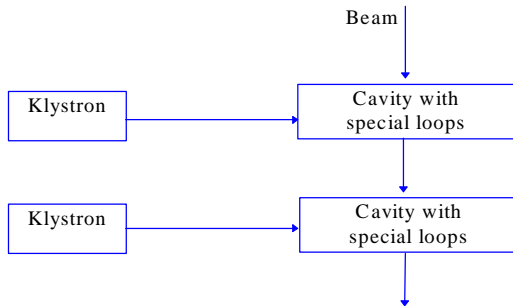 Beam
Klystron
Cavity with
special loops
Klystron
Cavity with
special loops